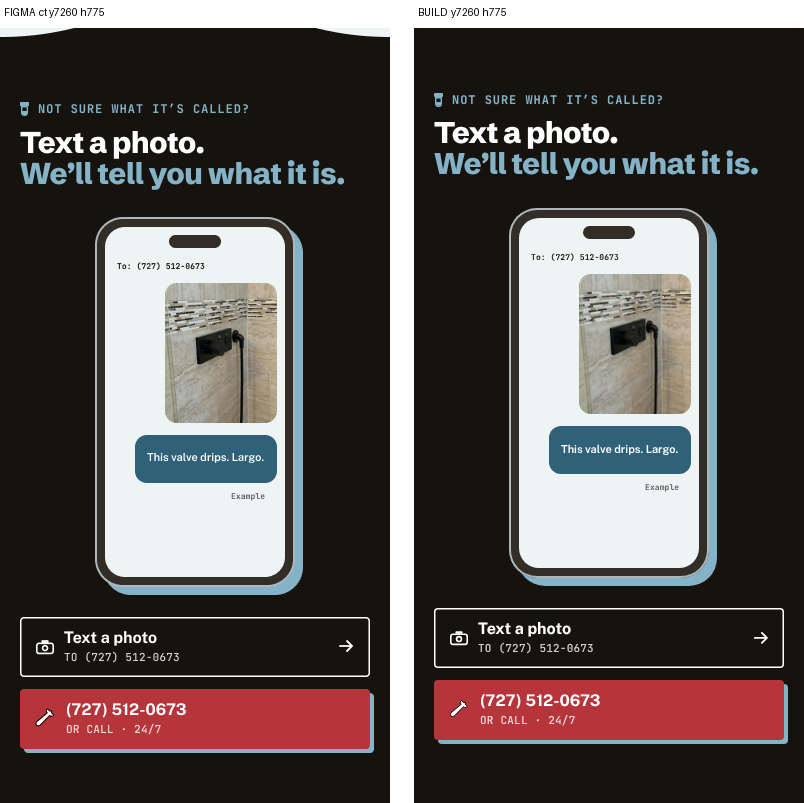 FIGMA cty7260 h775
NOT SURE WHAT IT’S CALLED?
Text a photo.
We’ll tell you what it is.
To: (727) 512-0673
This valve drips. Largo.
Example
Text a photo
TO (727) 512-0673
(727) 512-0673
OR CALL · 24/7
BUILD y7260 h775
NOT SURE WHAT IT’S CALLED?
Text a photo.
We’ll tell you what it is.
To: (727) 512-0673
This valve drips. Largo.
Example
Text a photo
TO (727) 512-0673
(727) 512-0673
OR CALL · 24/7